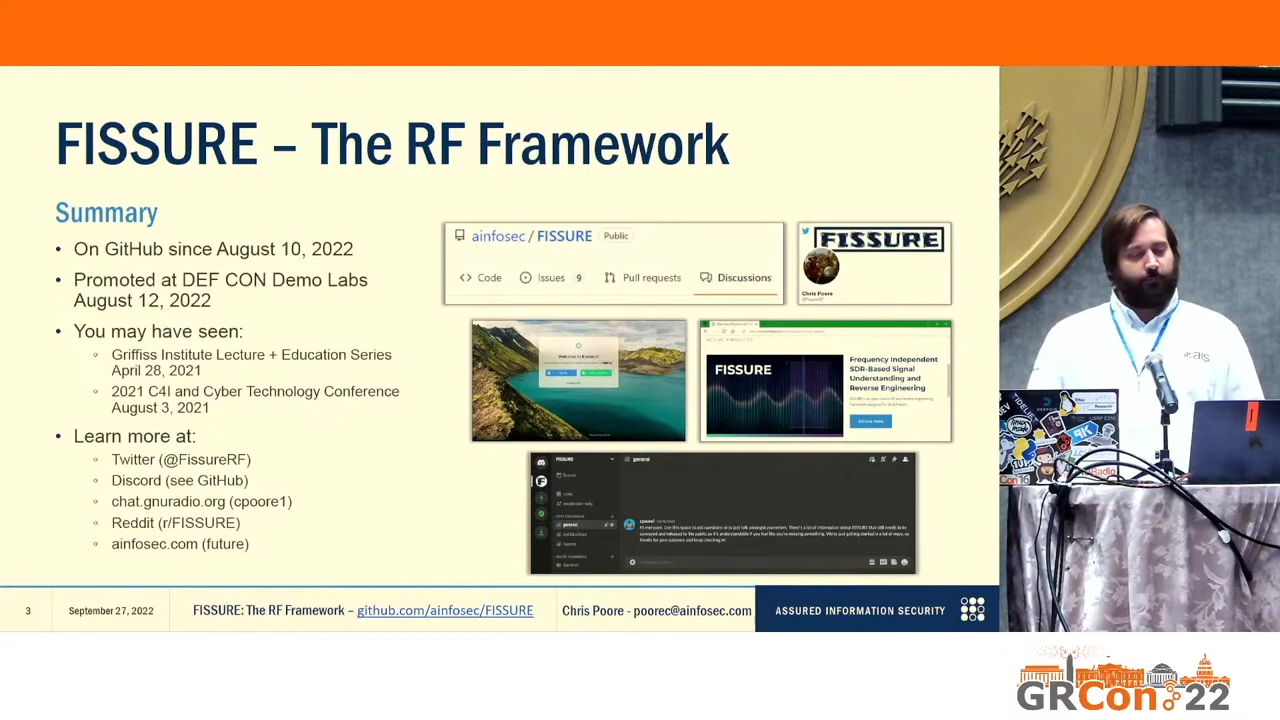 FISSURE – The RF Framework
Summary
• On GitHub since August 10, 2022
• Promoted at DEF CON Demo Labs
August 12, 2022
• You may have seen:
◦ Griffiss Institute Lecture + Education Series
April 28, 2021
◦ 2021 C4I and Cyber Technology Conference
August 3, 2021
• Learn more at:
◦ Twitter (@FissureRF)
◦ Discord (see GitHub)
◦ chat.gnuradio.org (cpoore1)
◦ Reddit (r/FISSURE)
◦ ainfosec.com (future)
ainfosec / FISSURE Public
Code Issues 9 Pull requests Discussions
FISSURE
Chris Poore
FISSURE
Frequency Independent
SDR-Based Signal
Understanding and
Reverse Engineering
FISSURE
general
general
3
September 27, 2022
FISSURE: The RF Framework – github.com/ainfosec/FISSURE
Chris Poore - poorec@ainfosec.com
ASSURED INFORMATION SECURITY
ais
GRCon 22